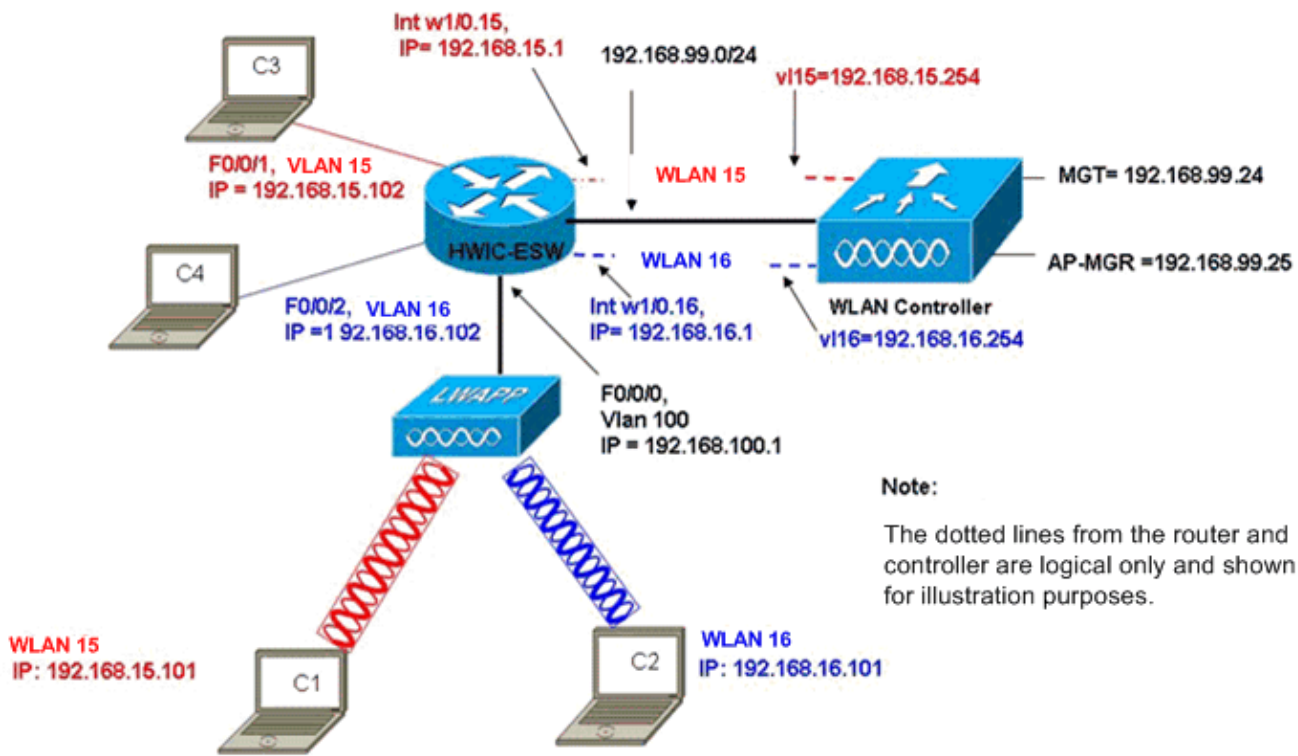 Int w1/0.15,
IP= 192.168.15.1
192.168.99.0/24
vl15=192.168.15.254
C3
F0/0/1, VLAN 15
IP = 192.168.15.102
WLAN 15
MGT= 192.168.99.24
HWIC-ESW
C4
WLAN 16
AP-MGR =192.168.99.25
F0/0/2, VLAN 16
IP =1 92.168.16.102
Int w1/0.16,
IP= 192.168.16.1
WLAN Controller
vl16=192.168.16.254
LWAPP
F0/0/0,
Vlan 100
IP = 192.168.100.1
Note:
The dotted lines from the router and
controller are logical only and shown
for illustration purposes.
WLAN 15
IP: 192.168.15.101
C1
WLAN 16
IP: 192.168.16.101
C2